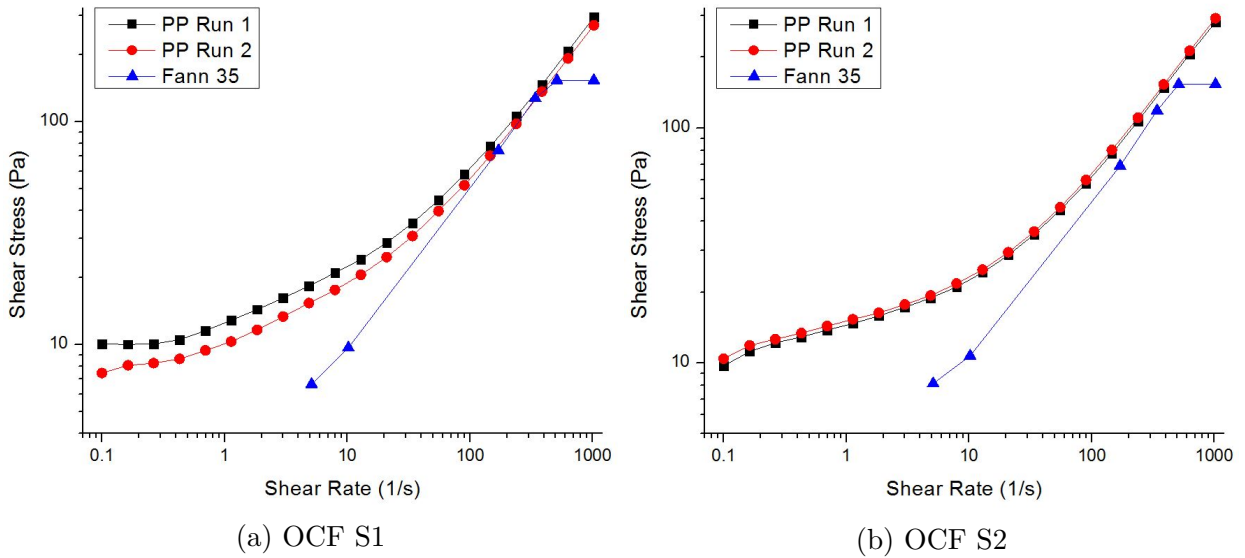 PP Run 1
PP Run 2
Fann 35
100
10
Shear Stress (Pa)
0.1 1 10 100 1000
Shear Rate (1/s)
(a) OCF S1
PP Run 1
PP Run 2
Fann 35
100
10
Shear Stress (Pa)
0.1 1 10 100 1000
Shear Rate (1/s)
(b) OCF S2